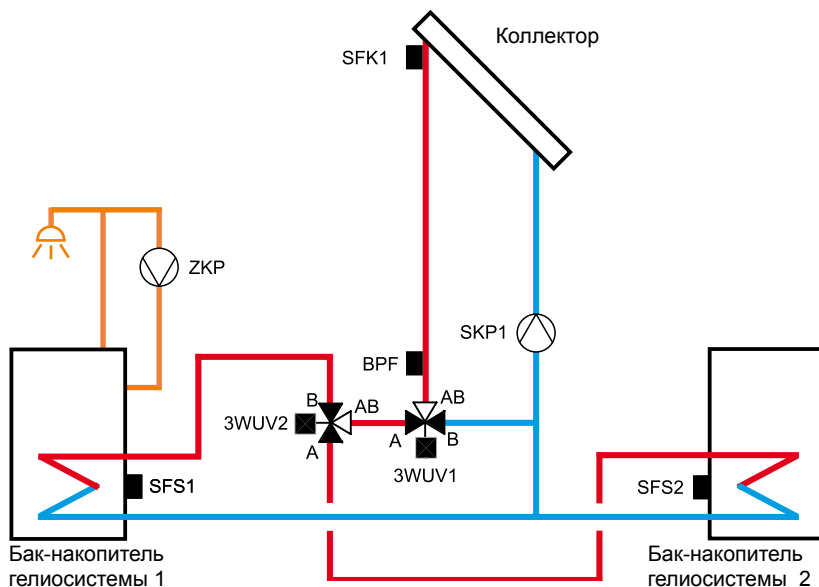 Коллектор
SFK1
ZKP
SKP1
BPF
B
AB
AB
3WUV2
A
B
A
3WUV1
SFS1
SFS2
Бак-накопитель
гелиосистемы 1
Бак-накопитель
гелиосистемы 2